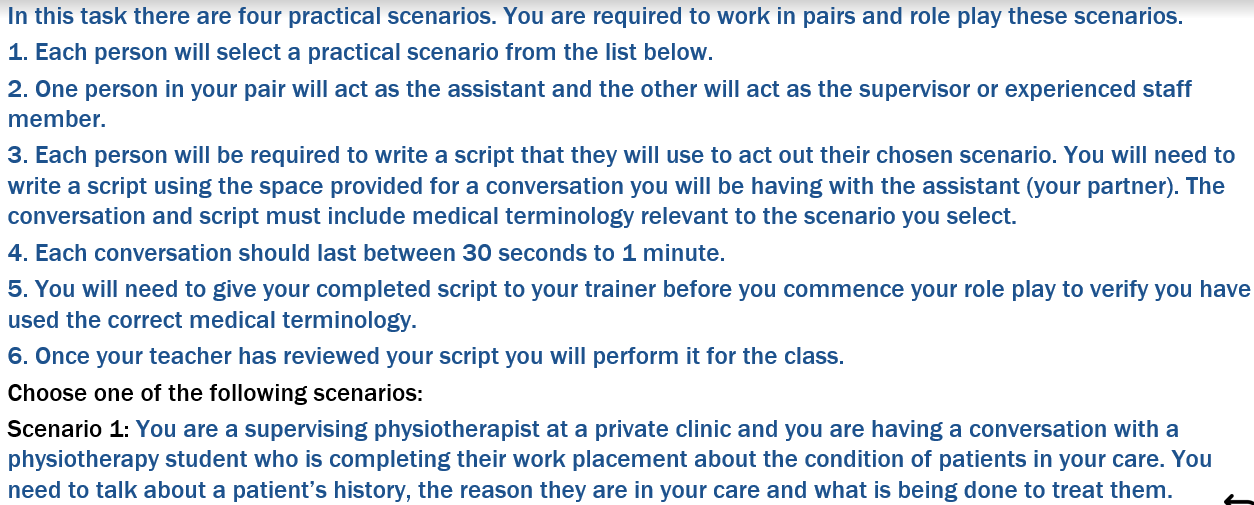 In this task there are four practical scenarios. You are required to work in pairs and role play these scenarios.
1. Each person will select a practical scenario from the list below.
2. One person in your pair will act as the assistant and the other will act as the supervisor or experienced staff
member.
3. Each person will be required to write a script that they will use to act out their chosen scenario. You will need to
write a script using the space provided for a conversation you will be having with the assistant (your partner). The
conversation and script must include medical terminology relevant to the scenario you select.
4. Each conversation should last between 30 seconds to 1 minute.
5. You will need to give your completed script to your trainer before you commence your role play to verify you have
used the correct medical terminology.
6. Once your teacher has reviewed your script you will perform it for the class.
Choose one of the following scenarios:
Scenario 1: You are a supervising physiotherapist at a private clinic and you are having a conversation with a
physiotherapy student who is completing their work placement about the condition of patients in your care. You
need to talk about a patient's history, the reason they are in your care and what is being done to treat them.